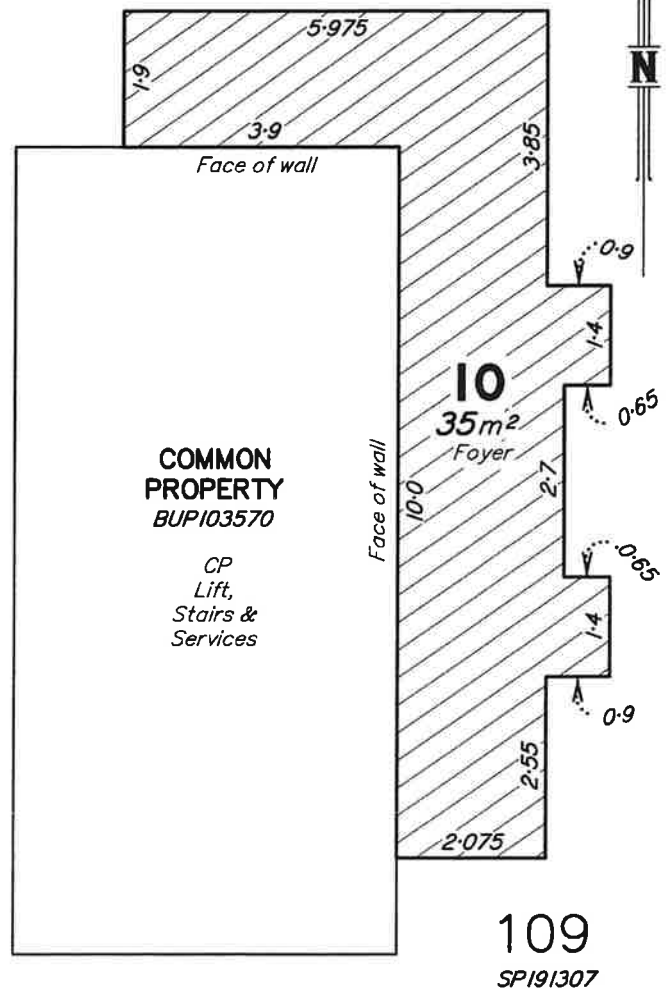 5·975
N
1·9
3·9
3·85
Face of wall
0·9
1·4
10
35m²
Foyer
0·65
COMMON
PROPERTY
BUP103570
Face of wall
10·0
2·7
CP
Lift,
Stairs &
Services
0·65
1·4
0·9
2·55
2·075
109
SP191307